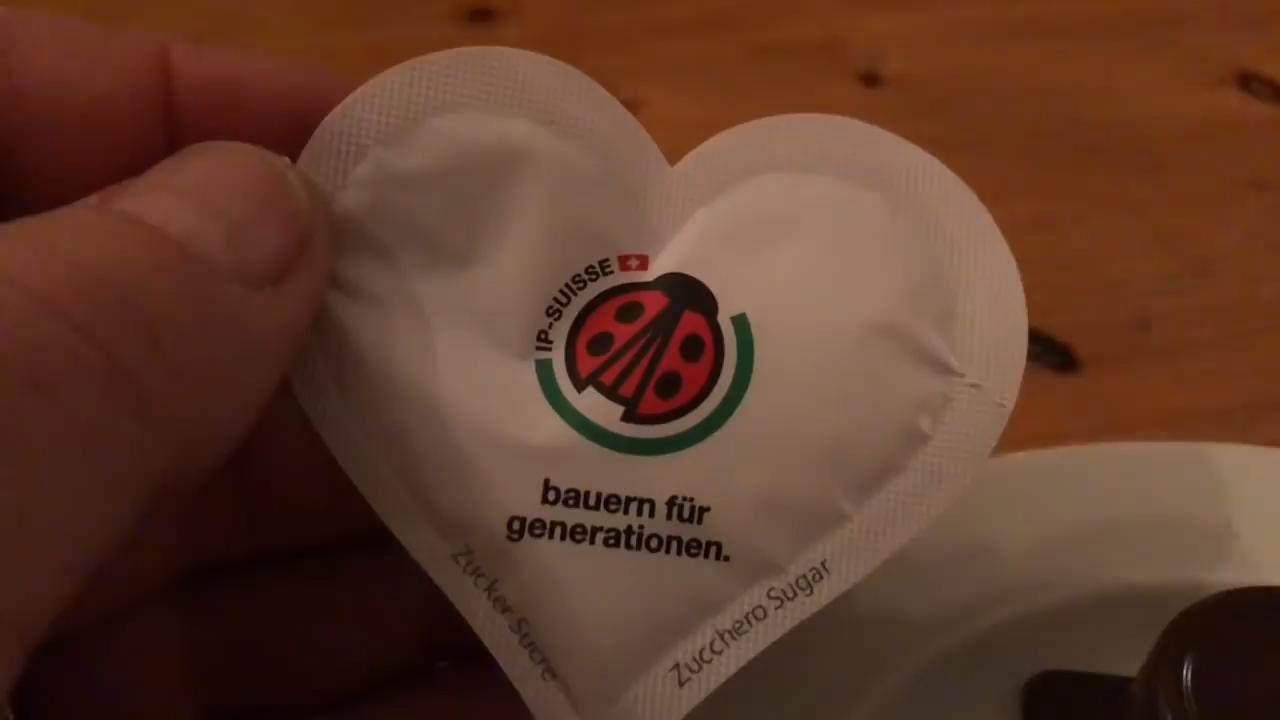 IP-SUISSE
bauern für
generationen.
Zucker Sucre
Zucchero Sugar